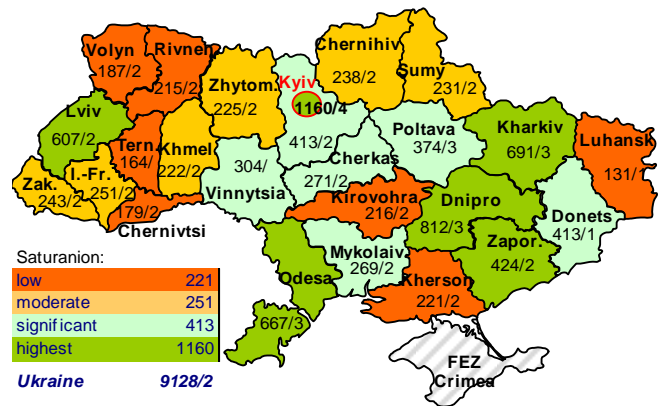 Volyn
187/2
Rivneh
215/2
Zhytom.
225/2
Kyiv
1160/4
413/2
Chernihiv
238/2
Sumy
231/2
Lviv
607/2
Tern.
164/
Khmel
222/2
304/
Vinnytsia
Cherkas
271/2
Poltava
374/3
Kharkiv
691/3
Luhansk
131/1
Zak.
243/2
I.-Fr.
251/2
179/2
Chernivtsi
Kirovohra
216/2
Dnipro
812/3
Donets
413/1
Zapor.
424/2
Mykolaiv.
269/2
Odesa
667/3
Kherson
221/2
FEZ
Crimea
Saturanion:
low 221
moderate 251
significant 413
highest 1160
Ukraine 9128/2